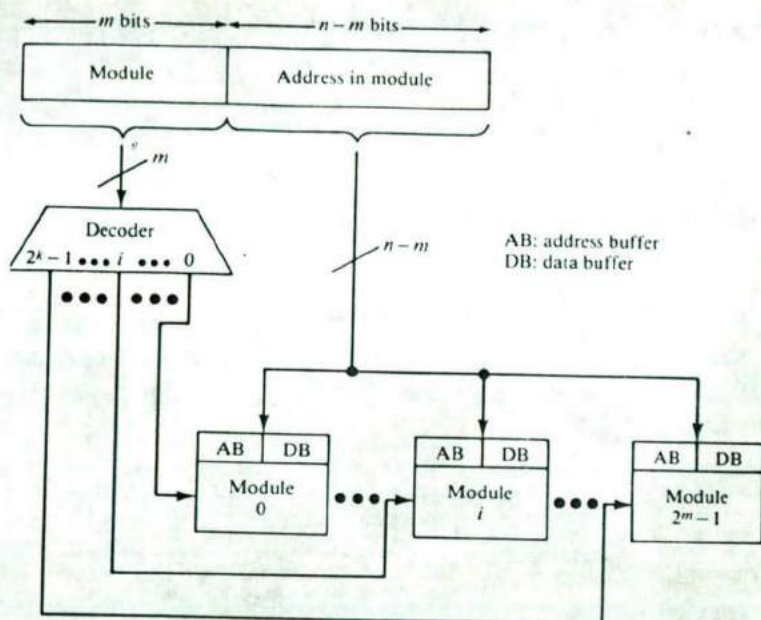 m bits n − m bits
Module Address in module
m
Decoder
2^k − 1 ••• i ••• 0
n − m
AB: address buffer
DB: data buffer
AB DB AB DB AB DB
Module Module Module
0 i 2^m − 1